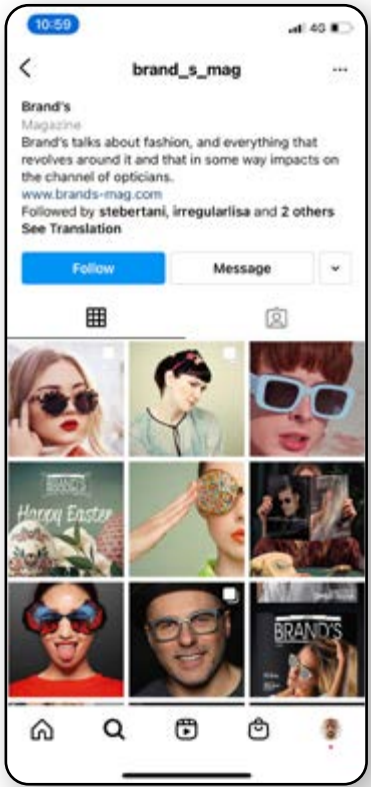 10:59
4G
brand_s_mag
Brand's
Magazine
Brand's talks about fashion, and everything that
revolves around it and that in some way impacts on
the channel of opticians.
www.brands-mag.com
Followed by stebertani, irregularlisa and 2 others
See Translation
Follow
Message
BRAND'S
Happy Easter
BRAND'S